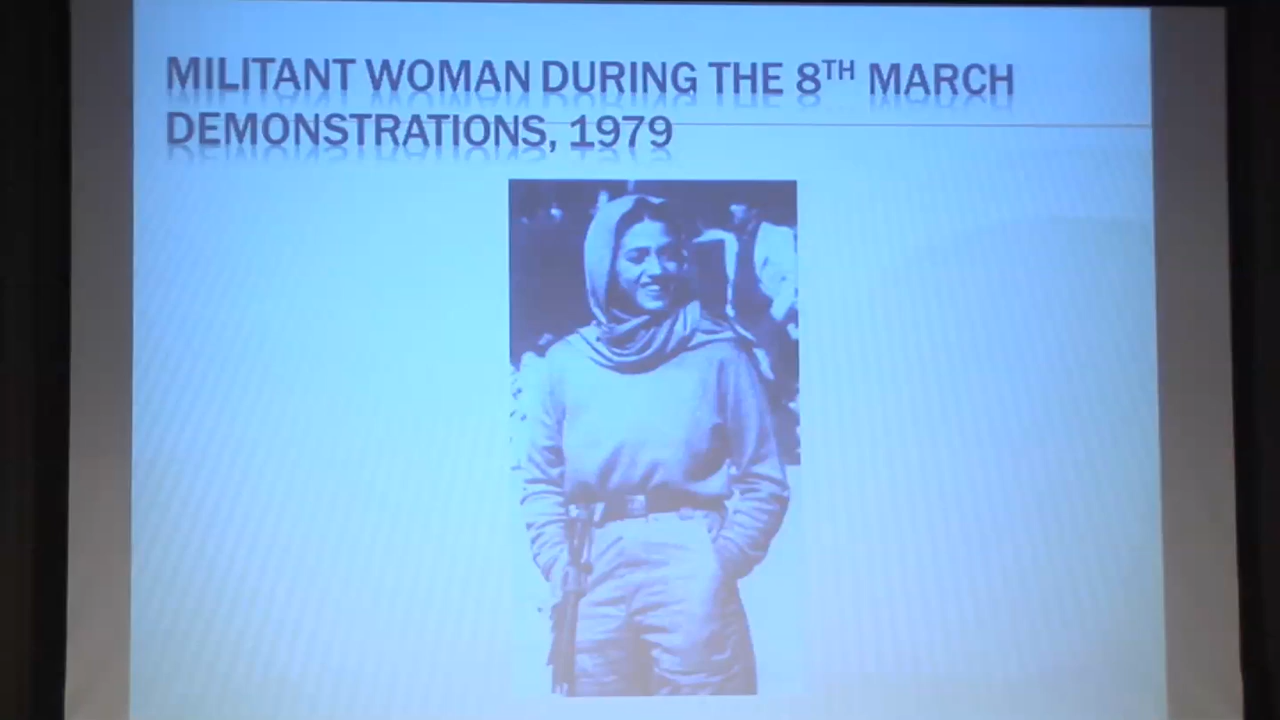 MILITANT WOMAN DURING THE 8TH MARCH
DEMONSTRATIONS, 1979